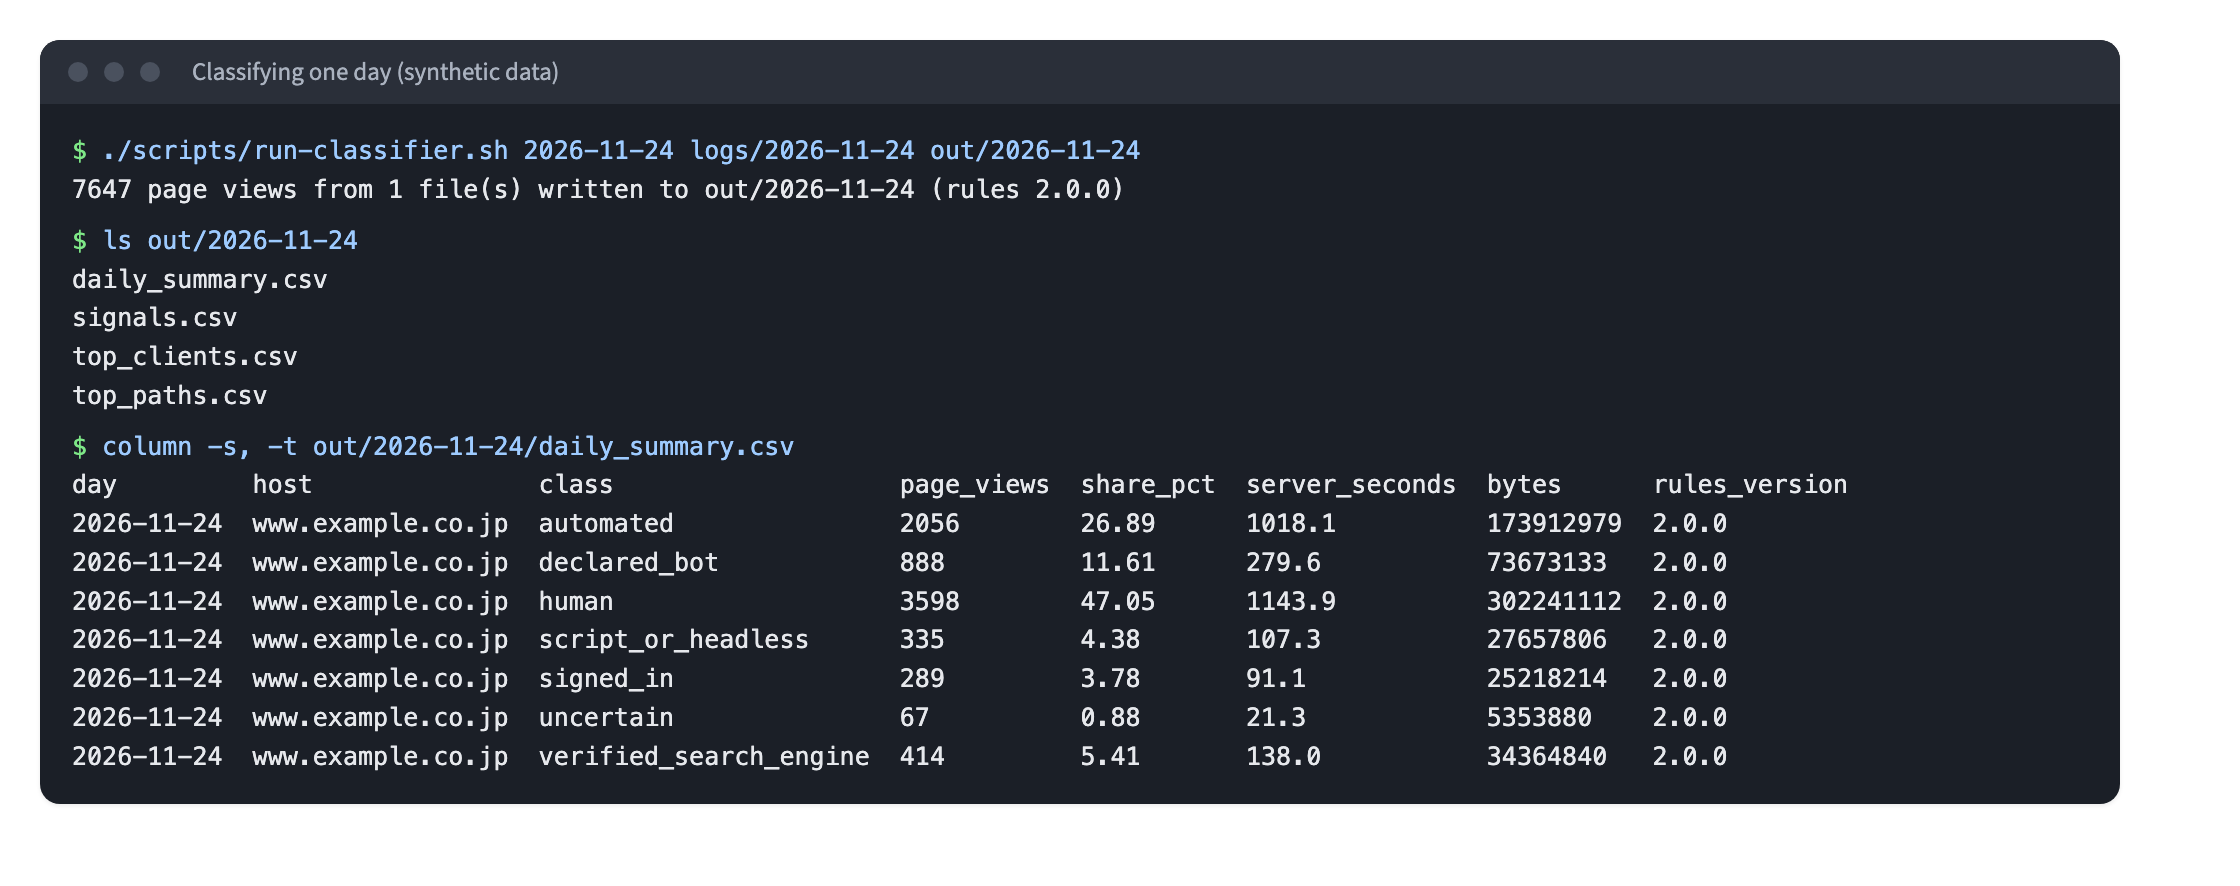 Classifying one day (synthetic data)
$ ./scripts/run-classifier.sh 2026-11-24 logs/2026-11-24 out/2026-11-24
7647 page views from 1 file(s) written to out/2026-11-24 (rules 2.0.0)
$ ls out/2026-11-24
daily_summary.csv
signals.csv
top_clients.csv
top_paths.csv
$ column -s, -t out/2026-11-24/daily_summary.csv
day         host              class                   page_views  share_pct  server_seconds  bytes      rules_version
2026-11-24  www.example.co.jp  automated               2056        26.89      1018.1          173912979  2.0.0
2026-11-24  www.example.co.jp  declared_bot            888         11.61      279.6           73673133   2.0.0
2026-11-24  www.example.co.jp  human                   3598        47.05      1143.9          302241112  2.0.0
2026-11-24  www.example.co.jp  script_or_headless      335         4.38       107.3           27657806   2.0.0
2026-11-24  www.example.co.jp  signed_in               289         3.78       91.1            25218214   2.0.0
2026-11-24  www.example.co.jp  uncertain               67          0.88       21.3            5353880    2.0.0
2026-11-24  www.example.co.jp  verified_search_engine  414         5.41       138.0           34364840   2.0.0